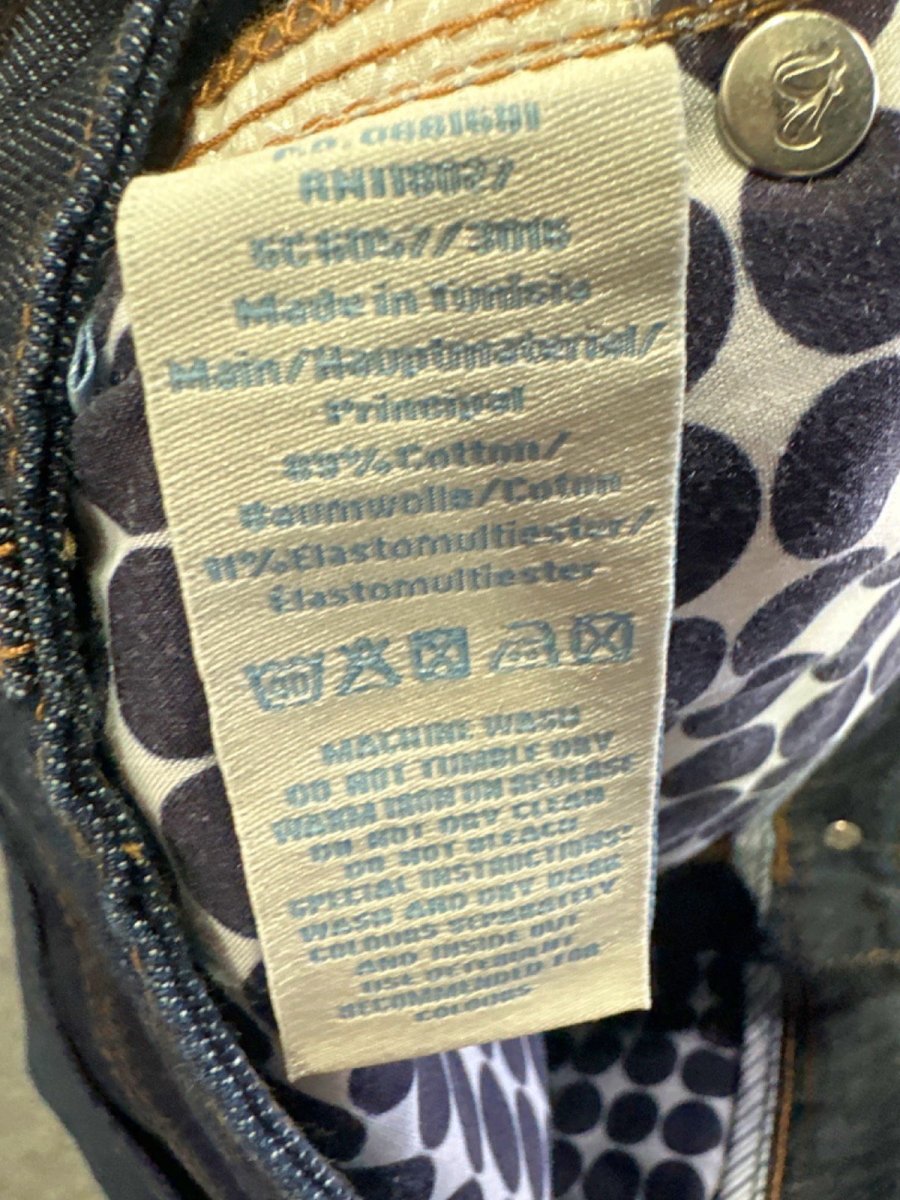 RN118027
Made in Tunisia
Main/Hauptmaterial/
Principal
89%Cotton/
Baumwolle/Coton
11%Elastomultiester/
Élastomultiester
MACHINE WASH
DO NOT TUMBLE DRY
WARM IRON ON REVERSE
DO NOT DRY CLEAN
DO NOT BLEACH
SPECIAL INSTRUCTIONS:
WASH AND DRY DARK
COLOURS SEPARATELY
AND INSIDE OUT
USE DETERGENT
RECOMMENDED FOR
COLOURS